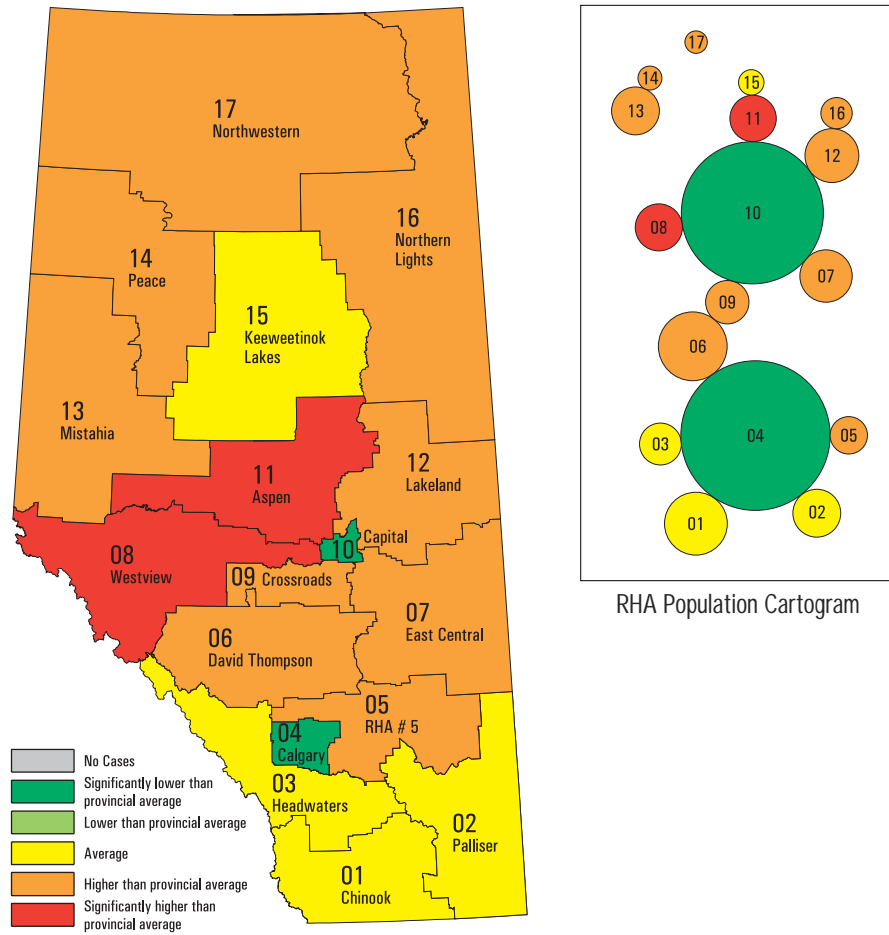 17
Northwestern
16
Northern
Lights
14
Peace
15
Keeweetinok
Lakes
13
Mistahia
11
Aspen
12
Lakeland
Capital
10
08
Westview
09 Crossroads
07
East Central
06
David Thompson
05
RHA # 5
04
Calgary
03
Headwaters
02
Palliser
01
Chinook
No Cases
Significantly lower than
provincial average
Lower than provincial average
Average
Higher than provincial average
Significantly higher than
provincial average
17
14
13
15
11
16
12
10
08
07
09
06
04
03
05
01
02
RHA Population Cartogram